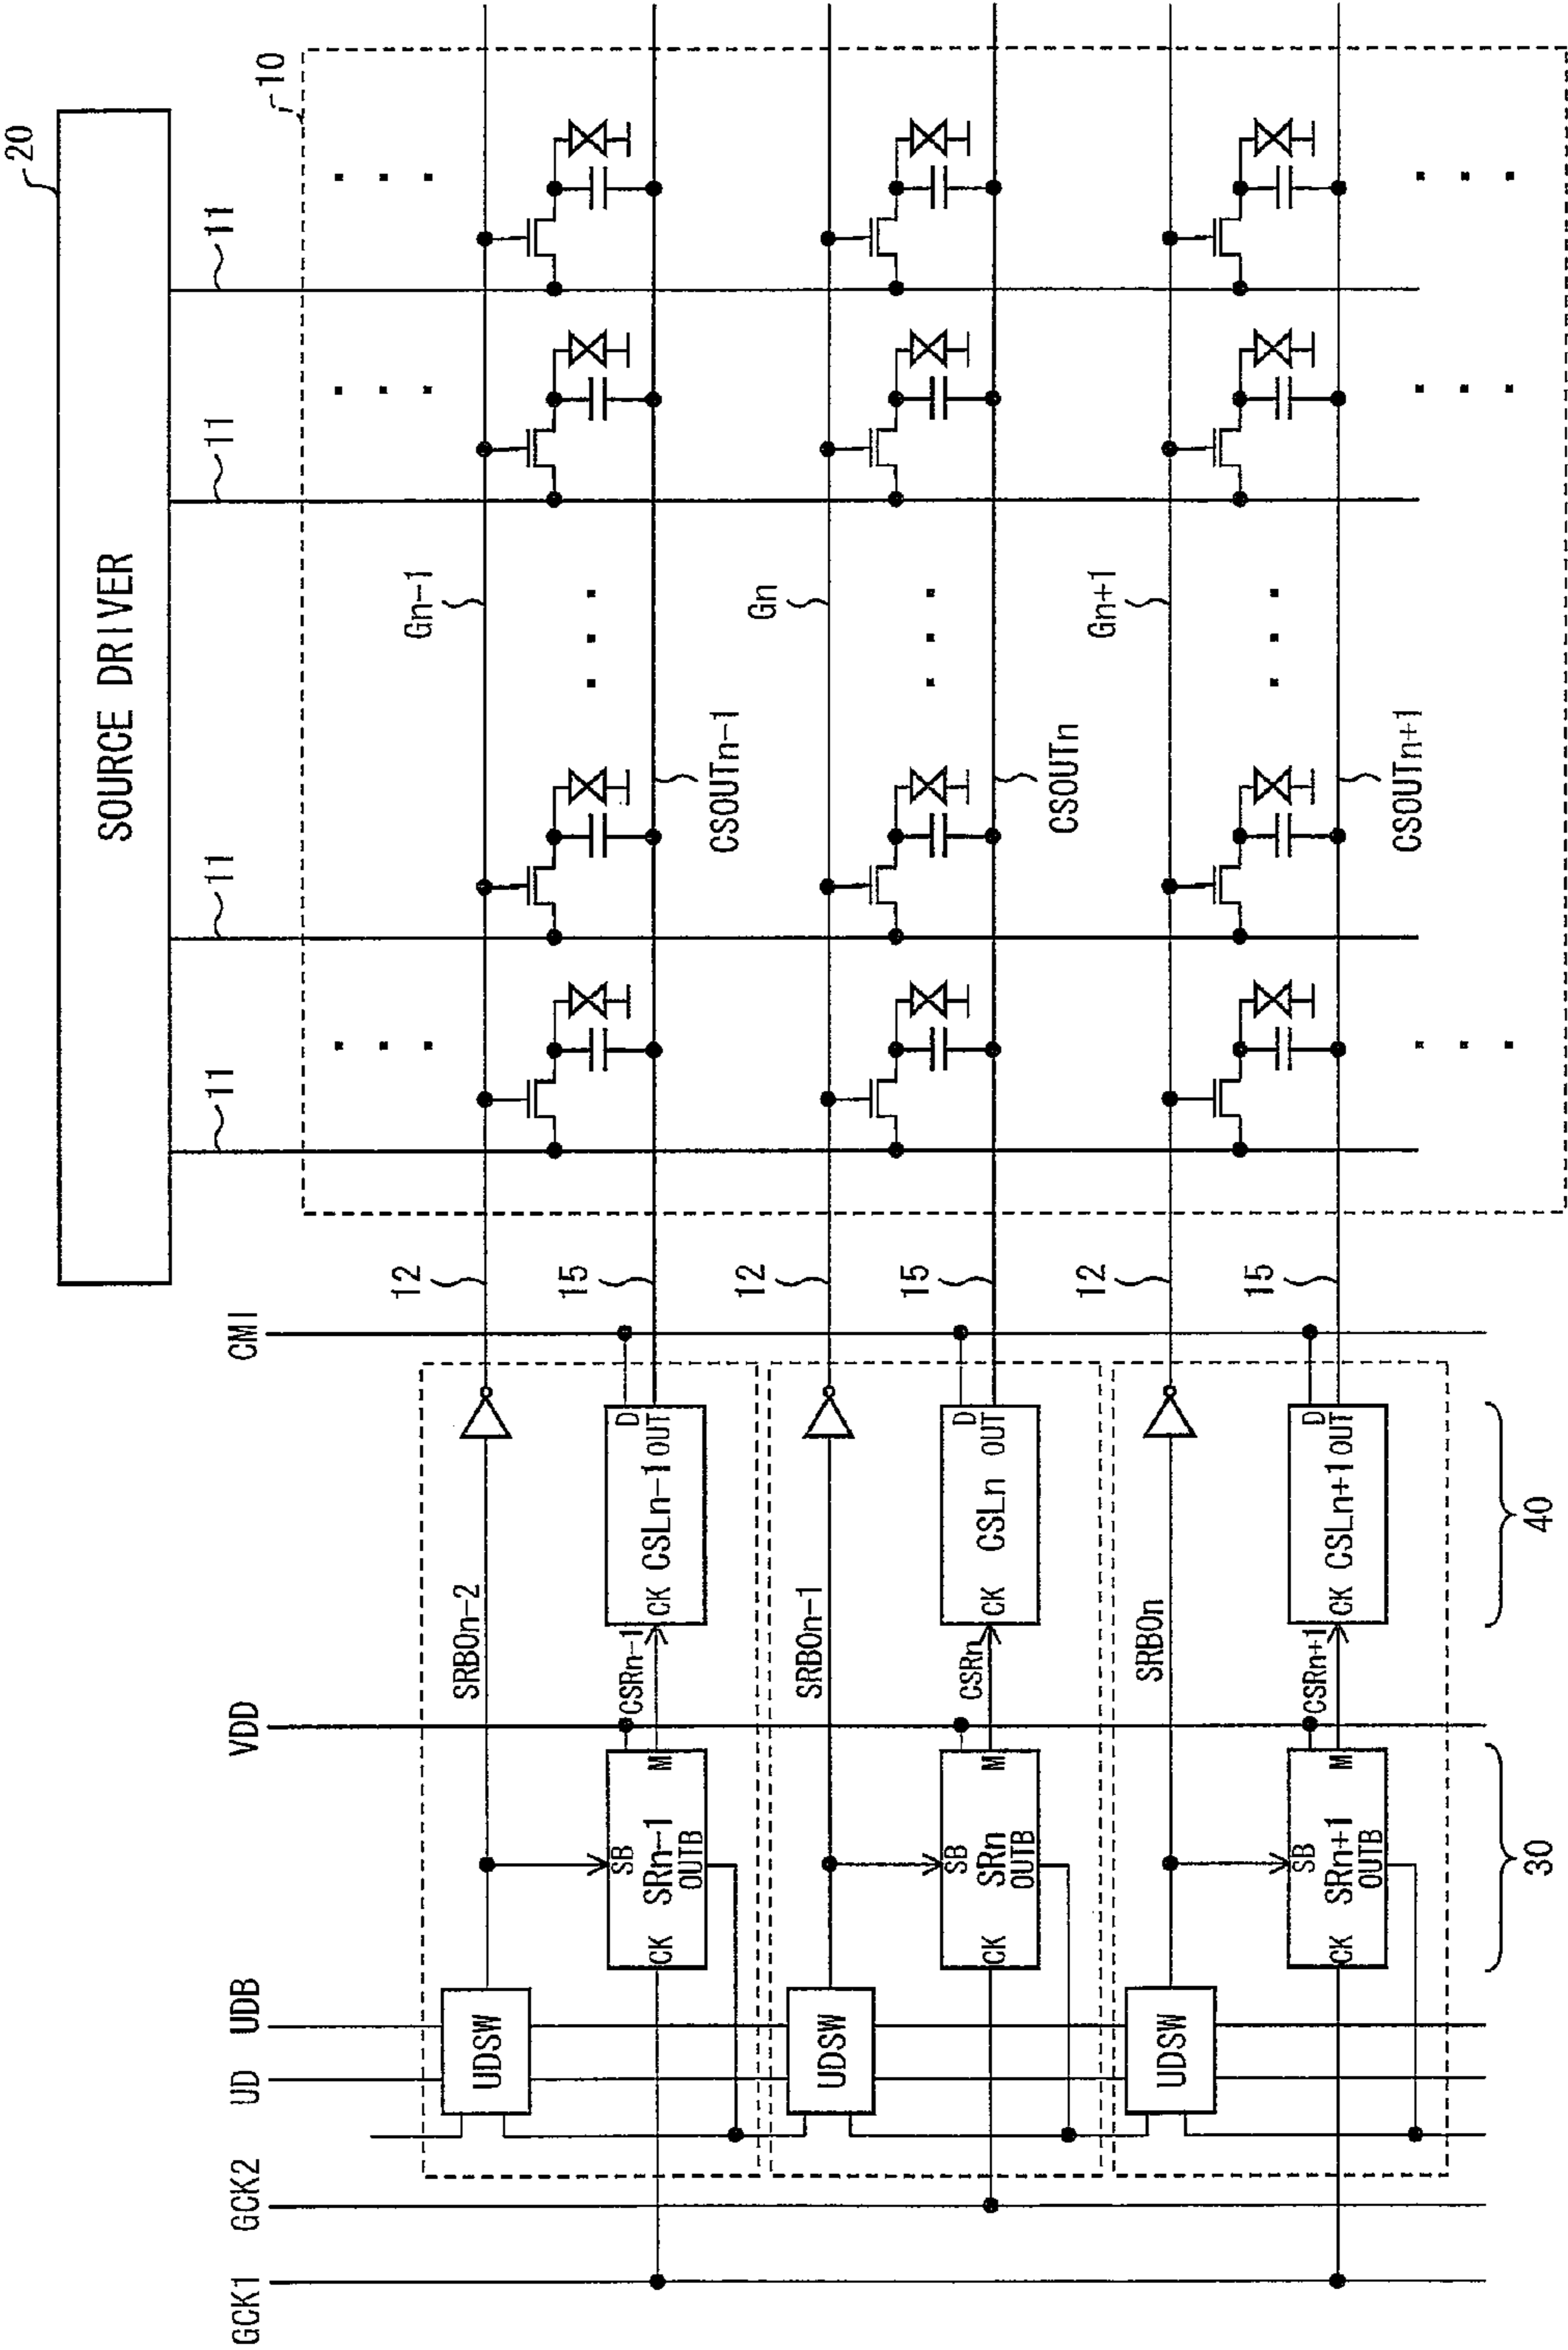 20
SOURCE DRIVER
10
11
11
11
11
GCK1
GCK2
UD
UDB
VDD
CMI
UDSW
SRBOn-2
12
Gn-1
CK
SB
SRn-1
OUTB
M
CSRn-1
CK
CSLn-1
D
OUT
15
CSOUTn-1
UDSW
SRBOn-1
12
Gn
CK
SB
SRn
OUTB
M
CSRn
CK
CSLn
D
OUT
15
CSOUTn
UDSW
SRBOn
12
Gn+1
CK
SB
SRn+1
OUTB
M
CSRn+1
CK
CSLn+1
D
OUT
15
CSOUTn+1
30
40